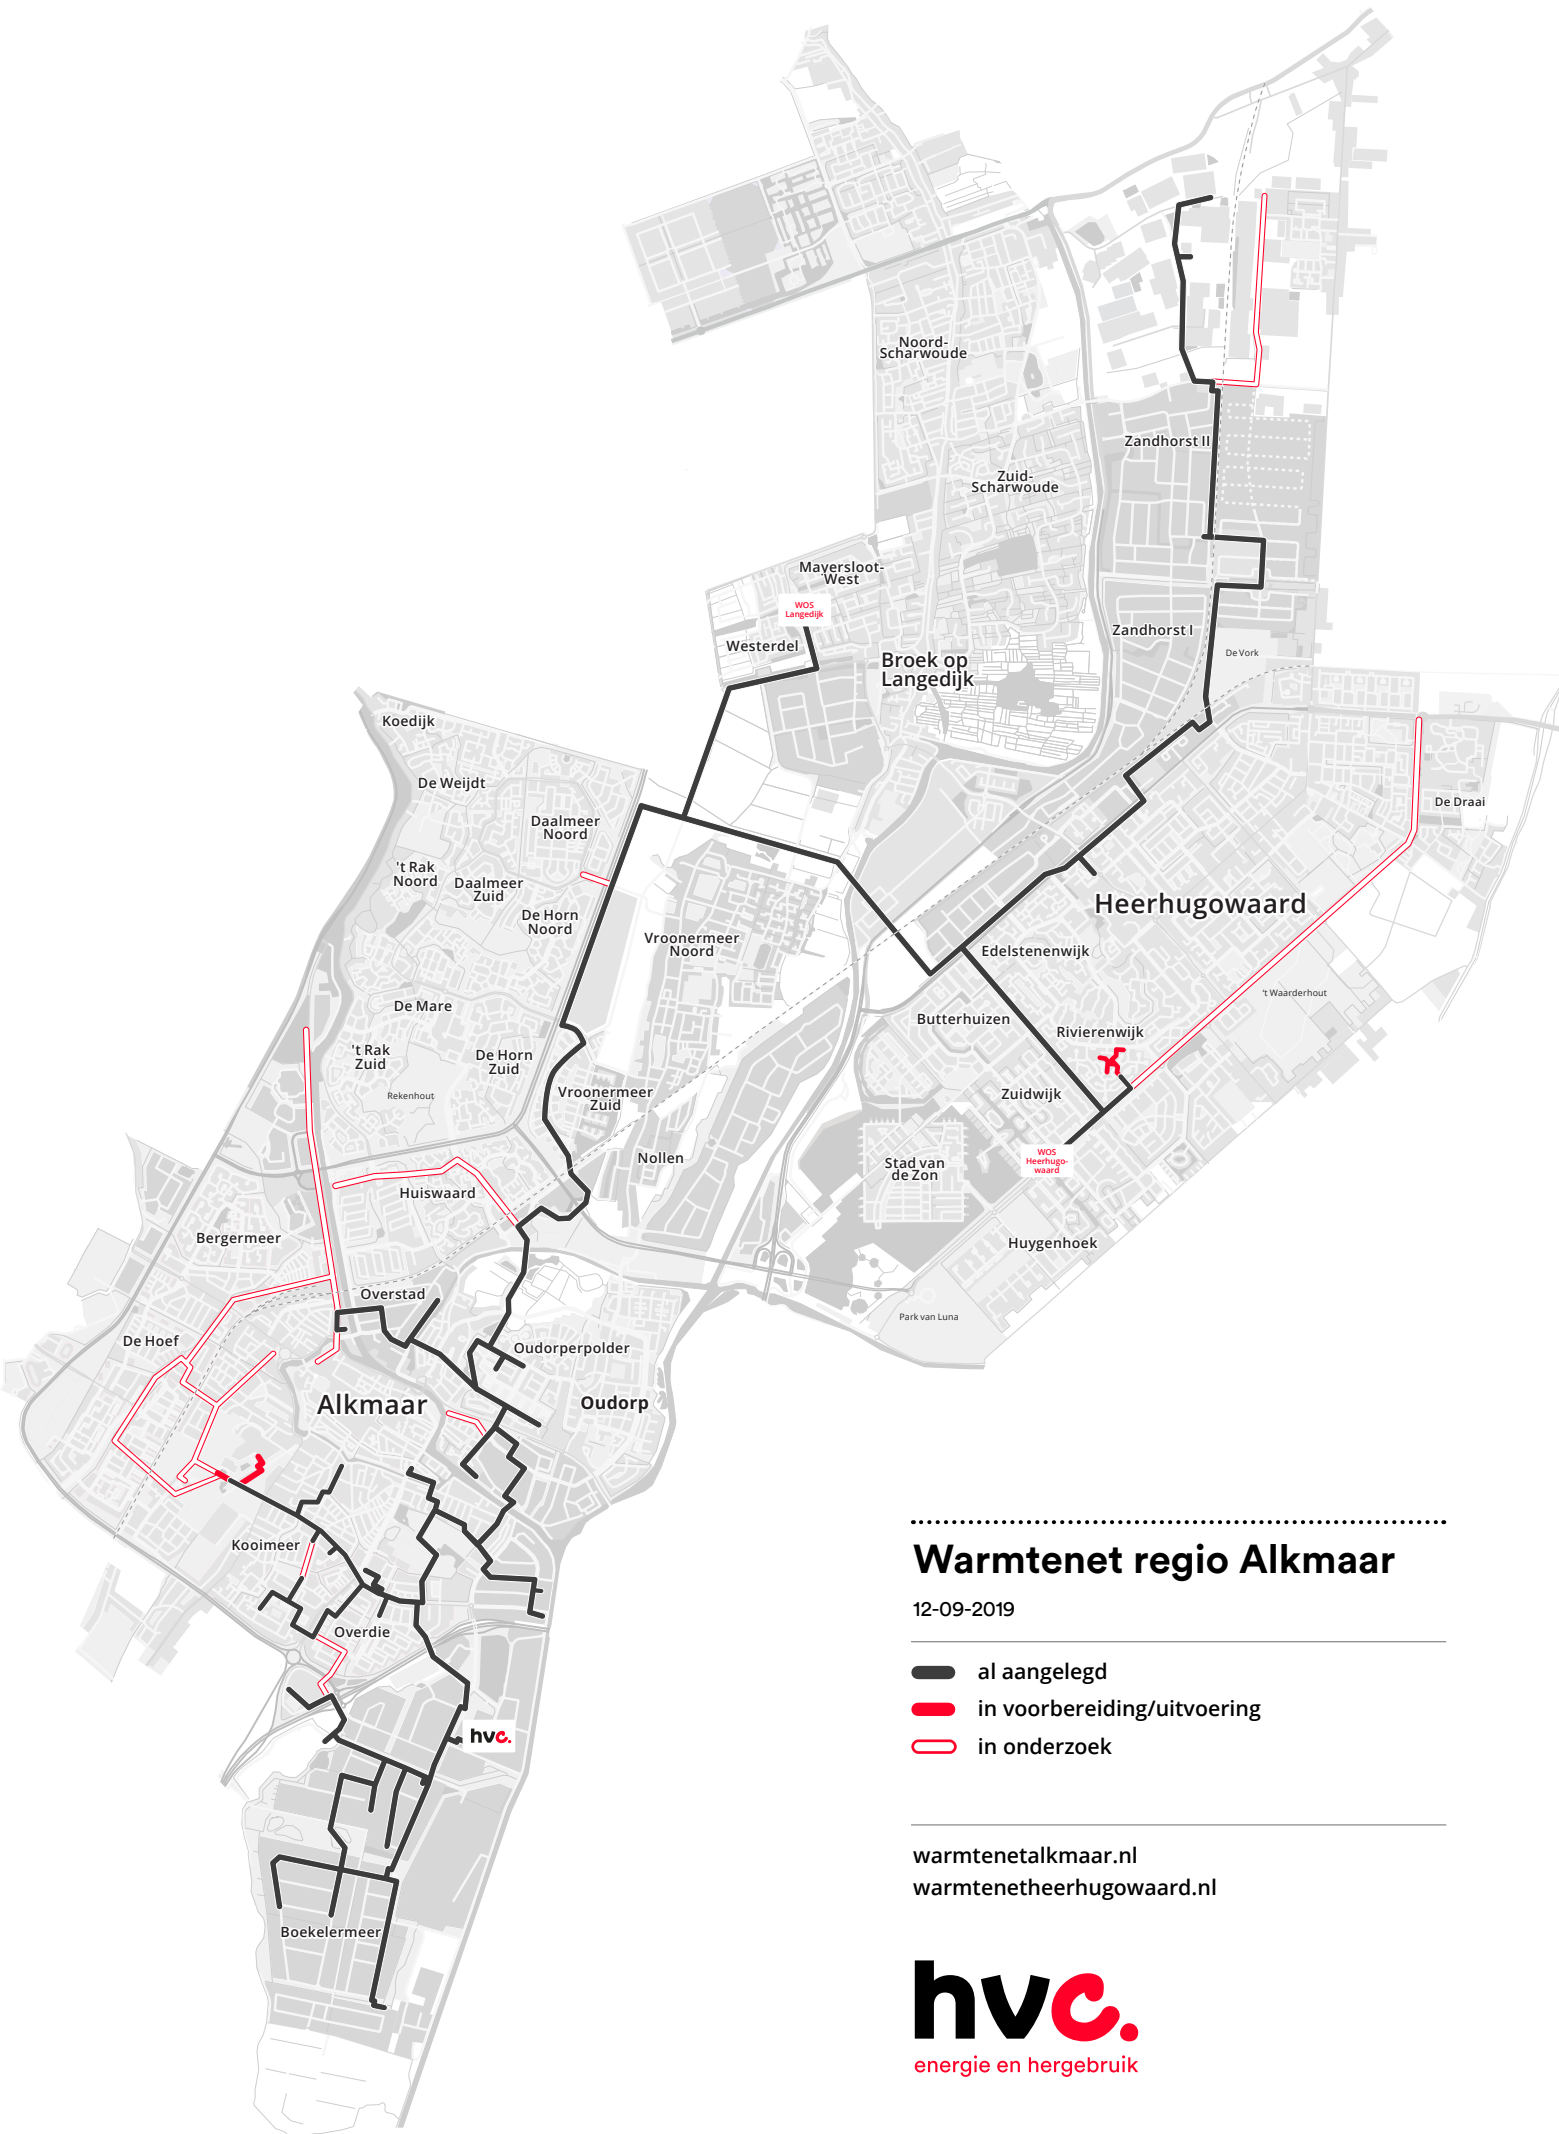 Noord-
Scharwoude
Zandhorst II
Zuid-
Scharwoude
Mayersloot-
West
WOS
Langedijk
Zandhorst I
Westerdel
De Vork
Broek op
Langedijk
Koedijk
De Weijdt
De Draai
Daalmeer
Noord
't Rak
Noord
Daalmeer
Zuid
Heerhugowaard
De Horn
Noord
Vroonermeer
Noord
Edelstenenwijk
't Waarderhout
De Mare
Butterhuizen
Rivierenwijk
't Rak
Zuid
De Horn
Zuid
Rekenhout
Vroonermeer
Zuid
Zuidwijk
Nollen
WOS
Heerhugo-
waard
Stad van
de Zon
Huiswaard
Bergermeer
Huygenhoek
Overstad
Park van Luna
De Hoef
Oudorperpolder
Alkmaar
Oudorp
Kooimeer
Overdie
hvc.
Boekelermeer
Warmtenet regio Alkmaar
12-09-2019
al aangelegd
in voorbereiding/uitvoering
in onderzoek
warmtenetalkmaar.nl
warmtenetheerhugowaard.nl
hvc.
energie en hergebruik